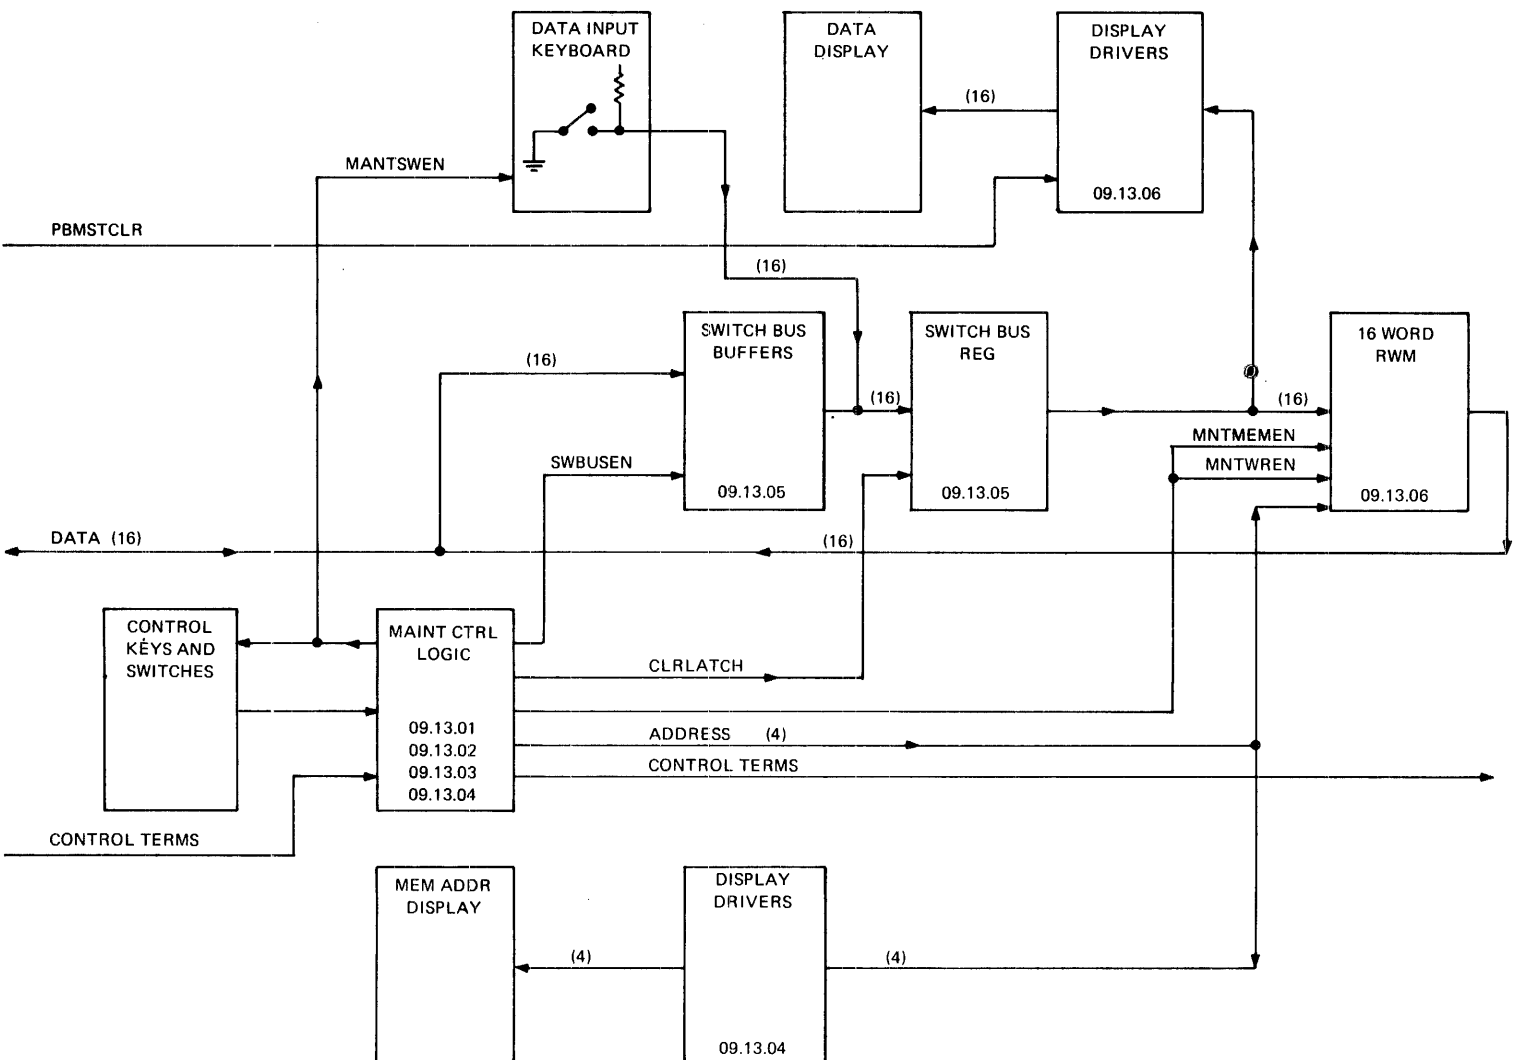 DATA INPUT
KEYBOARD
DATA
DISPLAY
DISPLAY
DRIVERS
(16)
MANTSWEN
09.13.06
PBMSTCLR
(16)
SWITCH BUS
BUFFERS
SWITCH BUS
REG
16 WORD
RWM
(16)
(16)
(16)
MNTMEMEN
SWBUSEN
MNTWREN
09.13.05
09.13.05
09.13.06
DATA (16)
(16)
CONTROL
KEYS AND
SWITCHES
MAINT CTRL
LOGIC
CLRLATCH
09.13.01
09.13.02
09.13.03
09.13.04
ADDRESS (4)
CONTROL TERMS
CONTROL TERMS
MEM ADDR
DISPLAY
DISPLAY
DRIVERS
(4)
(4)
09.13.04